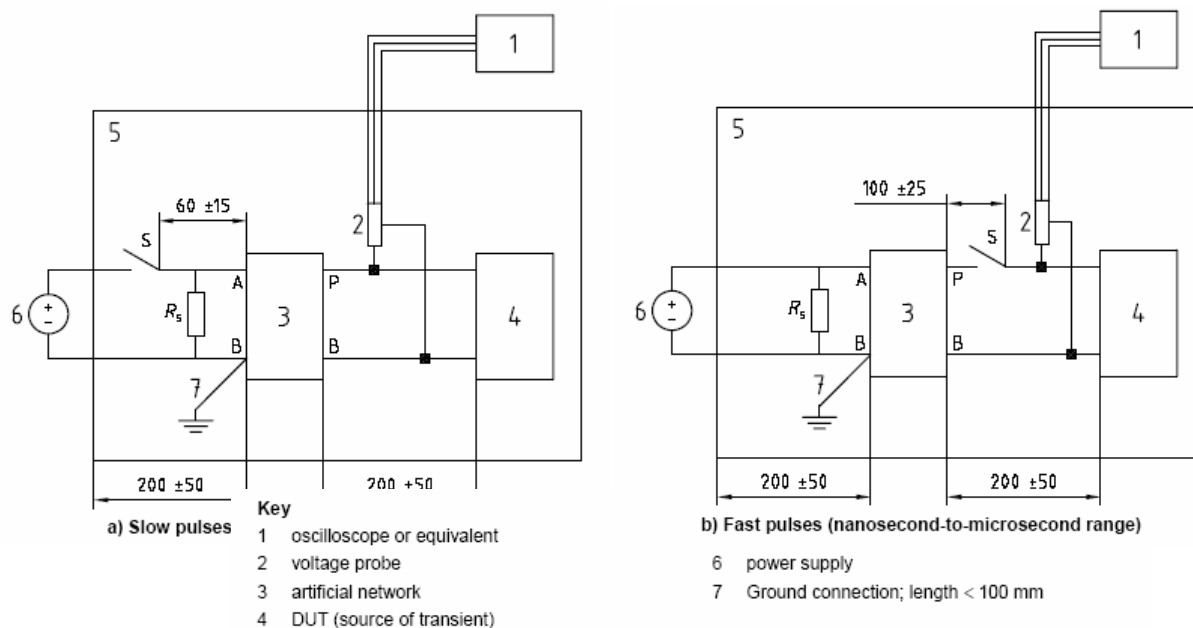 1
5
60 ±15
2
S
A
P
6
+
−
Rs
3
4
B
B
7
200 ±50
200 ±50
a) Slow pulses
1
5
100 ±25
2
S
A
P
6
+
−
Rs
3
4
B
B
7
200 ±50
200 ±50
b) Fast pulses (nanosecond-to-microsecond range)
Key
1 oscilloscope or equivalent
2 voltage probe
3 artificial network
4 DUT (source of transient)
6 power supply
7 Ground connection; length < 100 mm